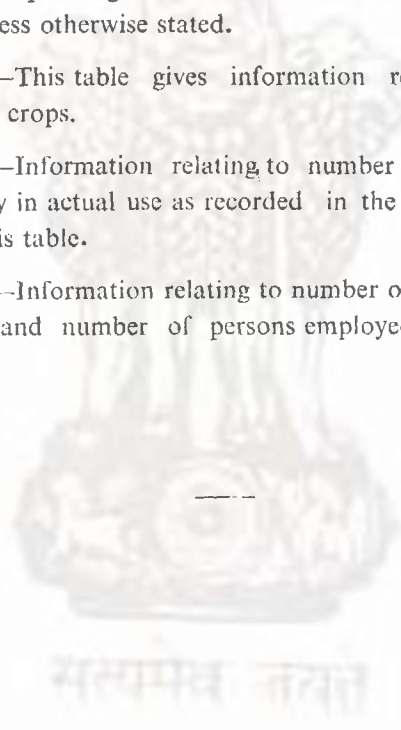 ess otherwise stated.
—This table gives information r
crops.
—Information relating to number
y in actual use as recorded in the
is table.
—Information relating to number o
and number of persons employe
सत्यमेव जयते